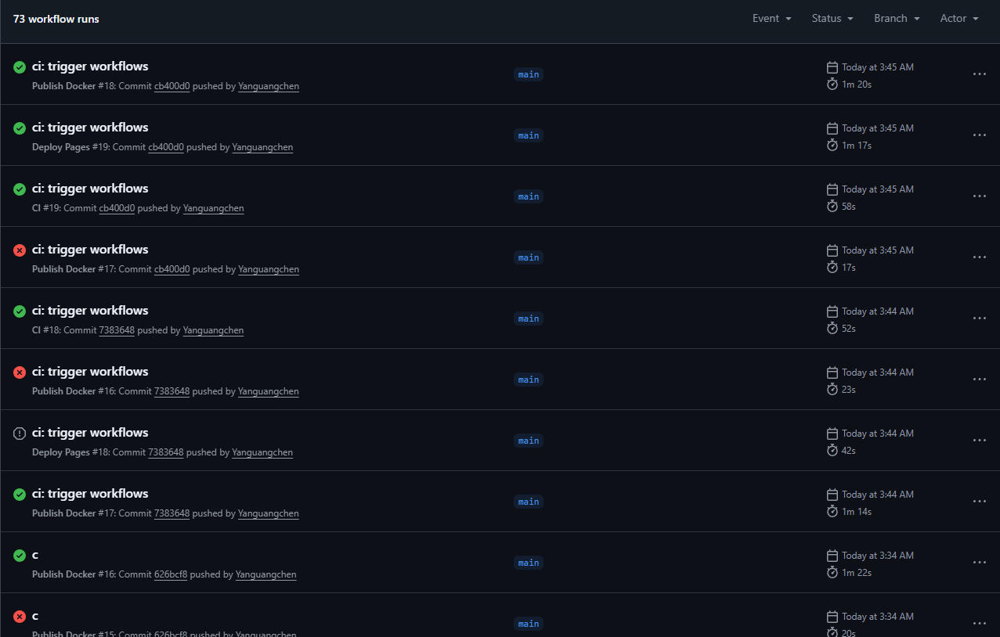 73 workflow runs
Event Status Branch Actor
ci: trigger workflows
Publish Docker #18: Commit cb400d0 pushed by Yanguangchen
main
Today at 3:45 AM
1m 20s
ci: trigger workflows
Deploy Pages #19: Commit cb400d0 pushed by Yanguangchen
main
Today at 3:45 AM
1m 17s
ci: trigger workflows
CI #19: Commit cb400d0 pushed by Yanguangchen
main
Today at 3:45 AM
58s
ci: trigger workflows
Publish Docker #17: Commit cb400d0 pushed by Yanguangchen
main
Today at 3:45 AM
17s
ci: trigger workflows
CI #18: Commit 7383648 pushed by Yanguangchen
main
Today at 3:44 AM
52s
ci: trigger workflows
Publish Docker #16: Commit 7383648 pushed by Yanguangchen
main
Today at 3:44 AM
23s
ci: trigger workflows
Deploy Pages #18: Commit 7383648 pushed by Yanguangchen
main
Today at 3:44 AM
42s
ci: trigger workflows
Publish Docker #17: Commit 7383648 pushed by Yanguangchen
main
Today at 3:44 AM
1m 14s
c
Publish Docker #16: Commit 626bcf8 pushed by Yanguangchen
main
Today at 3:34 AM
1m 22s
c
Publish Docker #15: Commit 626bcf8 pushed by Yanguangchen
main
Today at 3:34 AM
20s